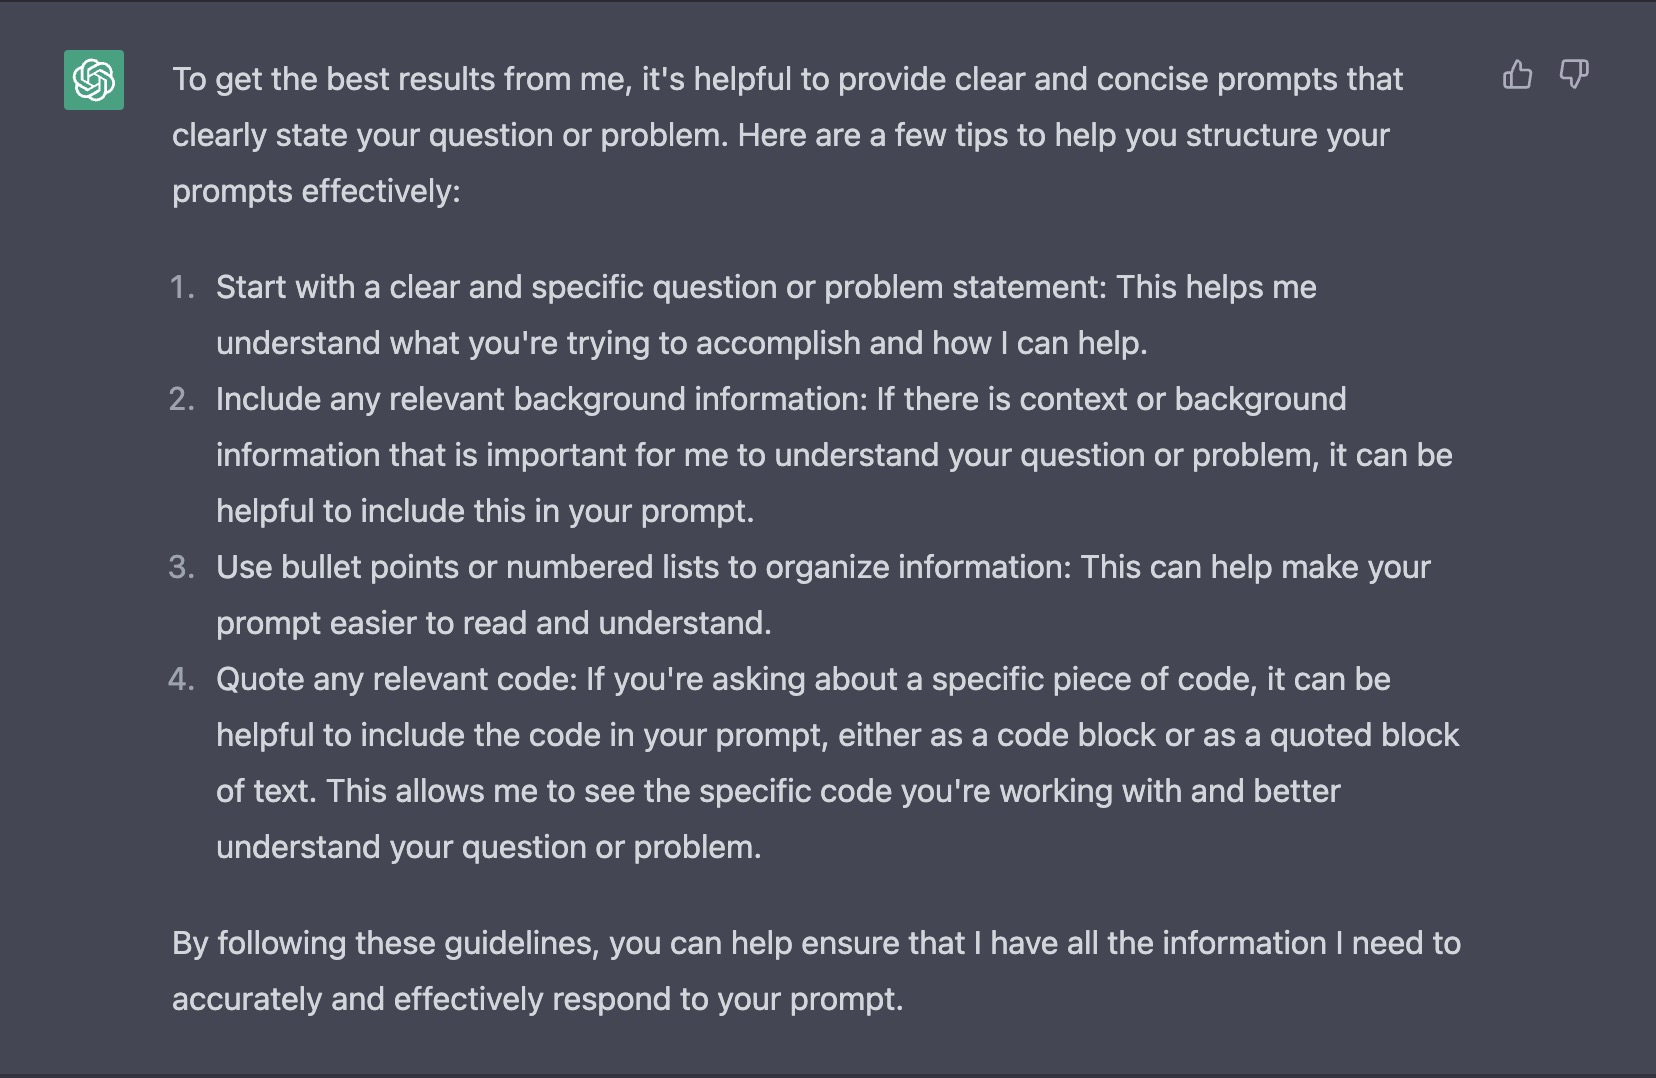 To get the best results from me, it's helpful to provide clear and concise prompts that
clearly state your question or problem. Here are a few tips to help you structure your
prompts effectively:
1. Start with a clear and specific question or problem statement: This helps me
understand what you're trying to accomplish and how I can help.
2. Include any relevant background information: If there is context or background
information that is important for me to understand your question or problem, it can be
helpful to include this in your prompt.
3. Use bullet points or numbered lists to organize information: This can help make your
prompt easier to read and understand.
4. Quote any relevant code: If you're asking about a specific piece of code, it can be
helpful to include the code in your prompt, either as a code block or as a quoted block
of text. This allows me to see the specific code you're working with and better
understand your question or problem.
By following these guidelines, you can help ensure that I have all the information I need to
accurately and effectively respond to your prompt.